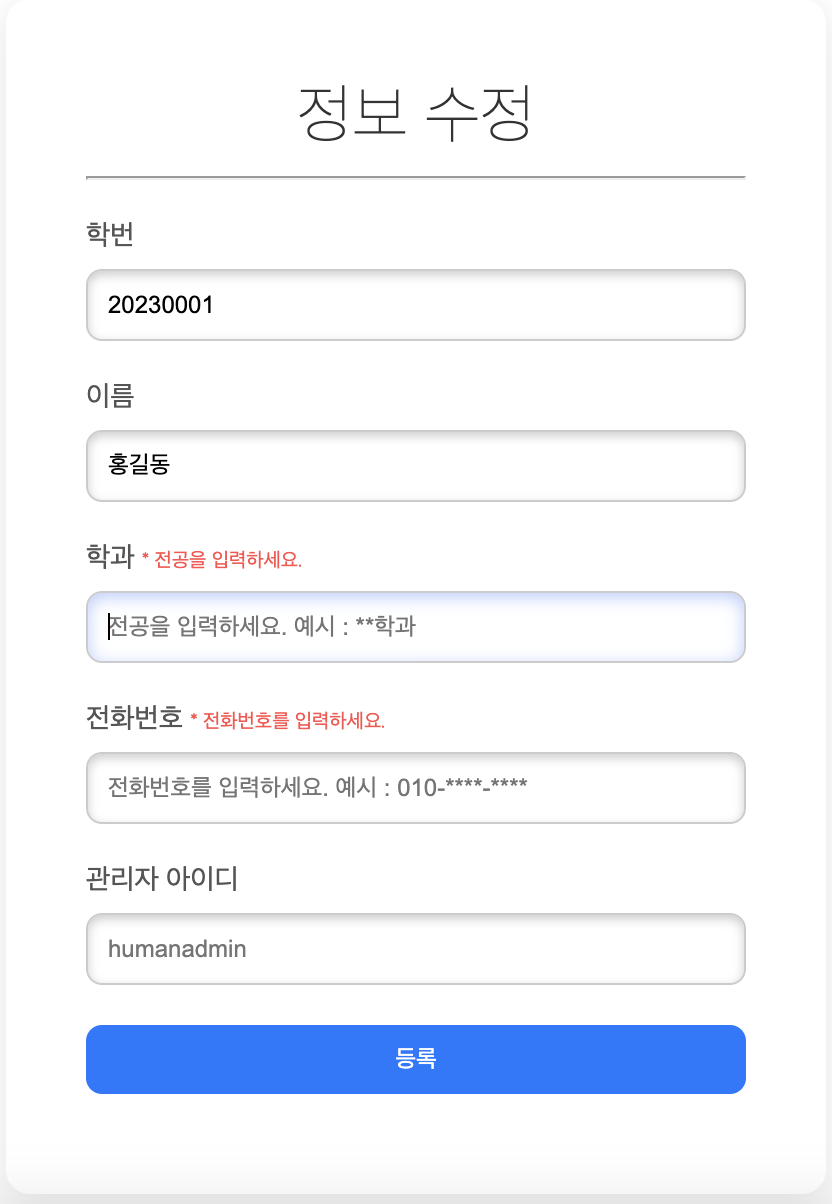 정보 수정
학번
20230001
이름
홍길동
학과 * 전공을 입력하세요.
전공을 입력하세요. 예시 : **학과
전화번호 * 전화번호를 입력하세요.
전화번호를 입력하세요. 예시 : 010-****-****
관리자 아이디
humanadmin
등록